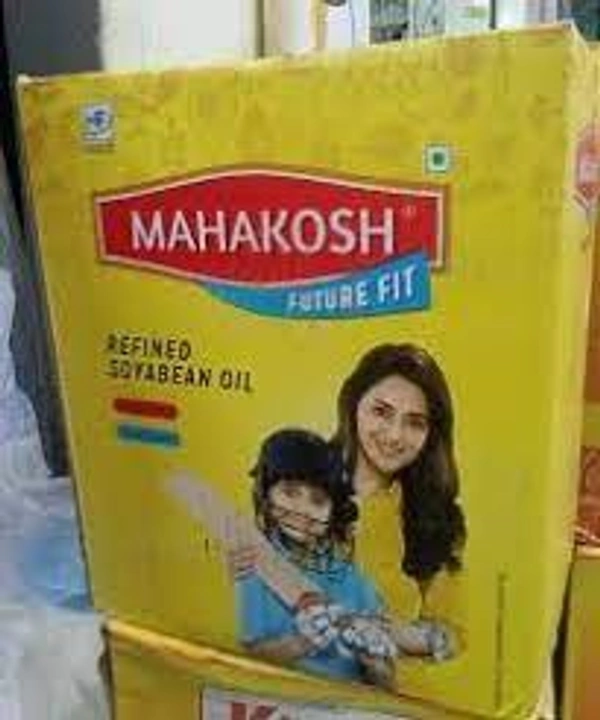 MAHAKOSH®
FUTURE FIT
REFINED
SOYABEAN OIL